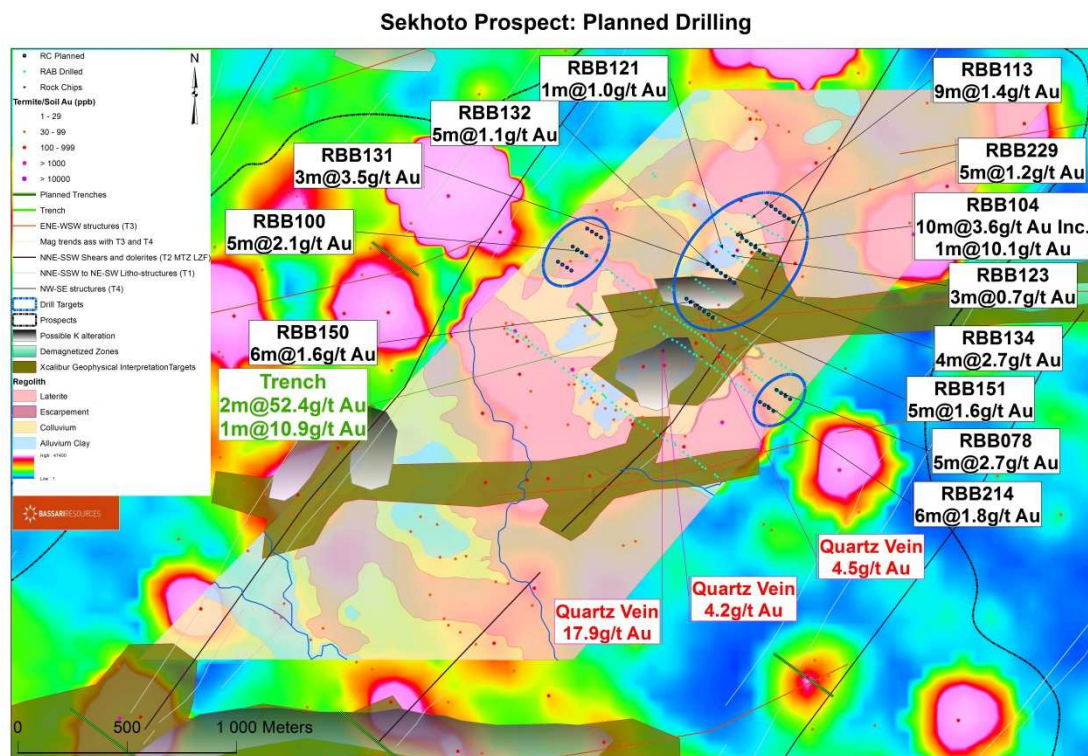 Sekhoto Prospect: Planned Drilling
RC Planned
RAB Drilled
Rock Chips
Termite/Soil Au (ppb)
1 - 29
30 - 99
100 - 999
> 1000
> 10000
Planned Trenches
Trench
ENE-WSW structures (T3)
Mag trends ass with T3 and T4
NNE-SSW Shears and dolerites (T2 MTZ LZF)
NNE-SSW to NE-SW Litho-structures (T1)
NW-SE structures (T4)
Drill Targets
Prospects
Possible K alteration
Demagnetized Zones
Xcalibur Geophysical InterpretationTargets
Regolith
Laterite
Escarpement
Colluvium
Alluvium Clay
Low : 1
BASSARIRESOURCES
N
RBB121
1m@1.0g/t Au
RBB132
5m@1.1g/t Au
RBB131
3m@3.5g/t Au
RBB100
5m@2.1g/t Au
RBB150
6m@1.6g/t Au
Trench
2m@52.4g/t Au
1m@10.9g/t Au
RBB113
9m@1.4g/t Au
RBB229
5m@1.2g/t Au
RBB104
10m@3.6g/t Au Inc.
1m@10.1g/t Au
RBB123
3m@0.7g/t Au
RBB134
4m@2.7g/t Au
RBB151
5m@1.6g/t Au
RBB078
5m@2.7g/t Au
RBB214
6m@1.8g/t Au
Quartz Vein
4.5g/t Au
Quartz Vein
4.2g/t Au
Quartz Vein
17.9g/t Au
0 500 1 000 Meters